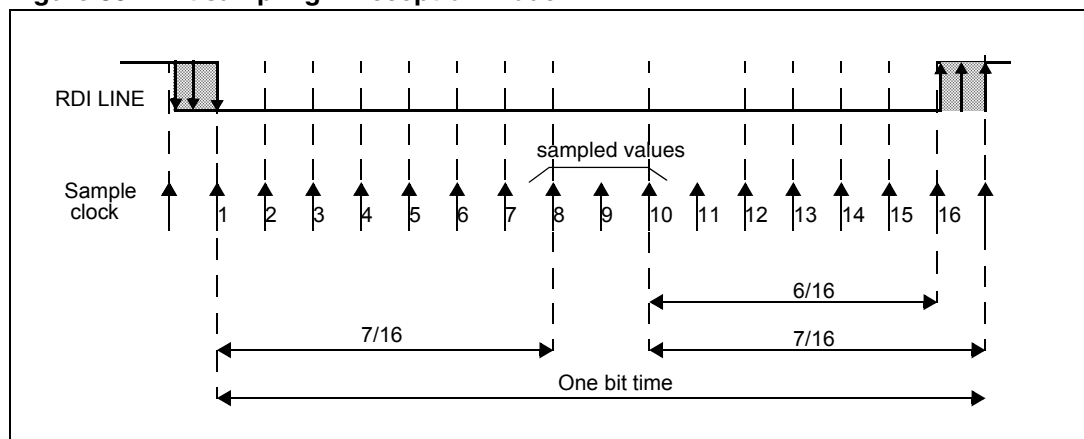 RDI LINE
sampled values
Sample
clock
1 2 3 4 5 6 7 8 9 10 11 12 13 14 15 16
6/16
7/16
7/16
One bit time